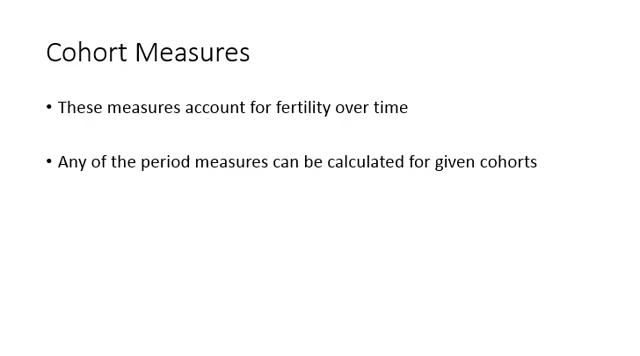 Cohort Measures
• These measures account for fertility over time
• Any of the period measures can be calculated for given cohorts